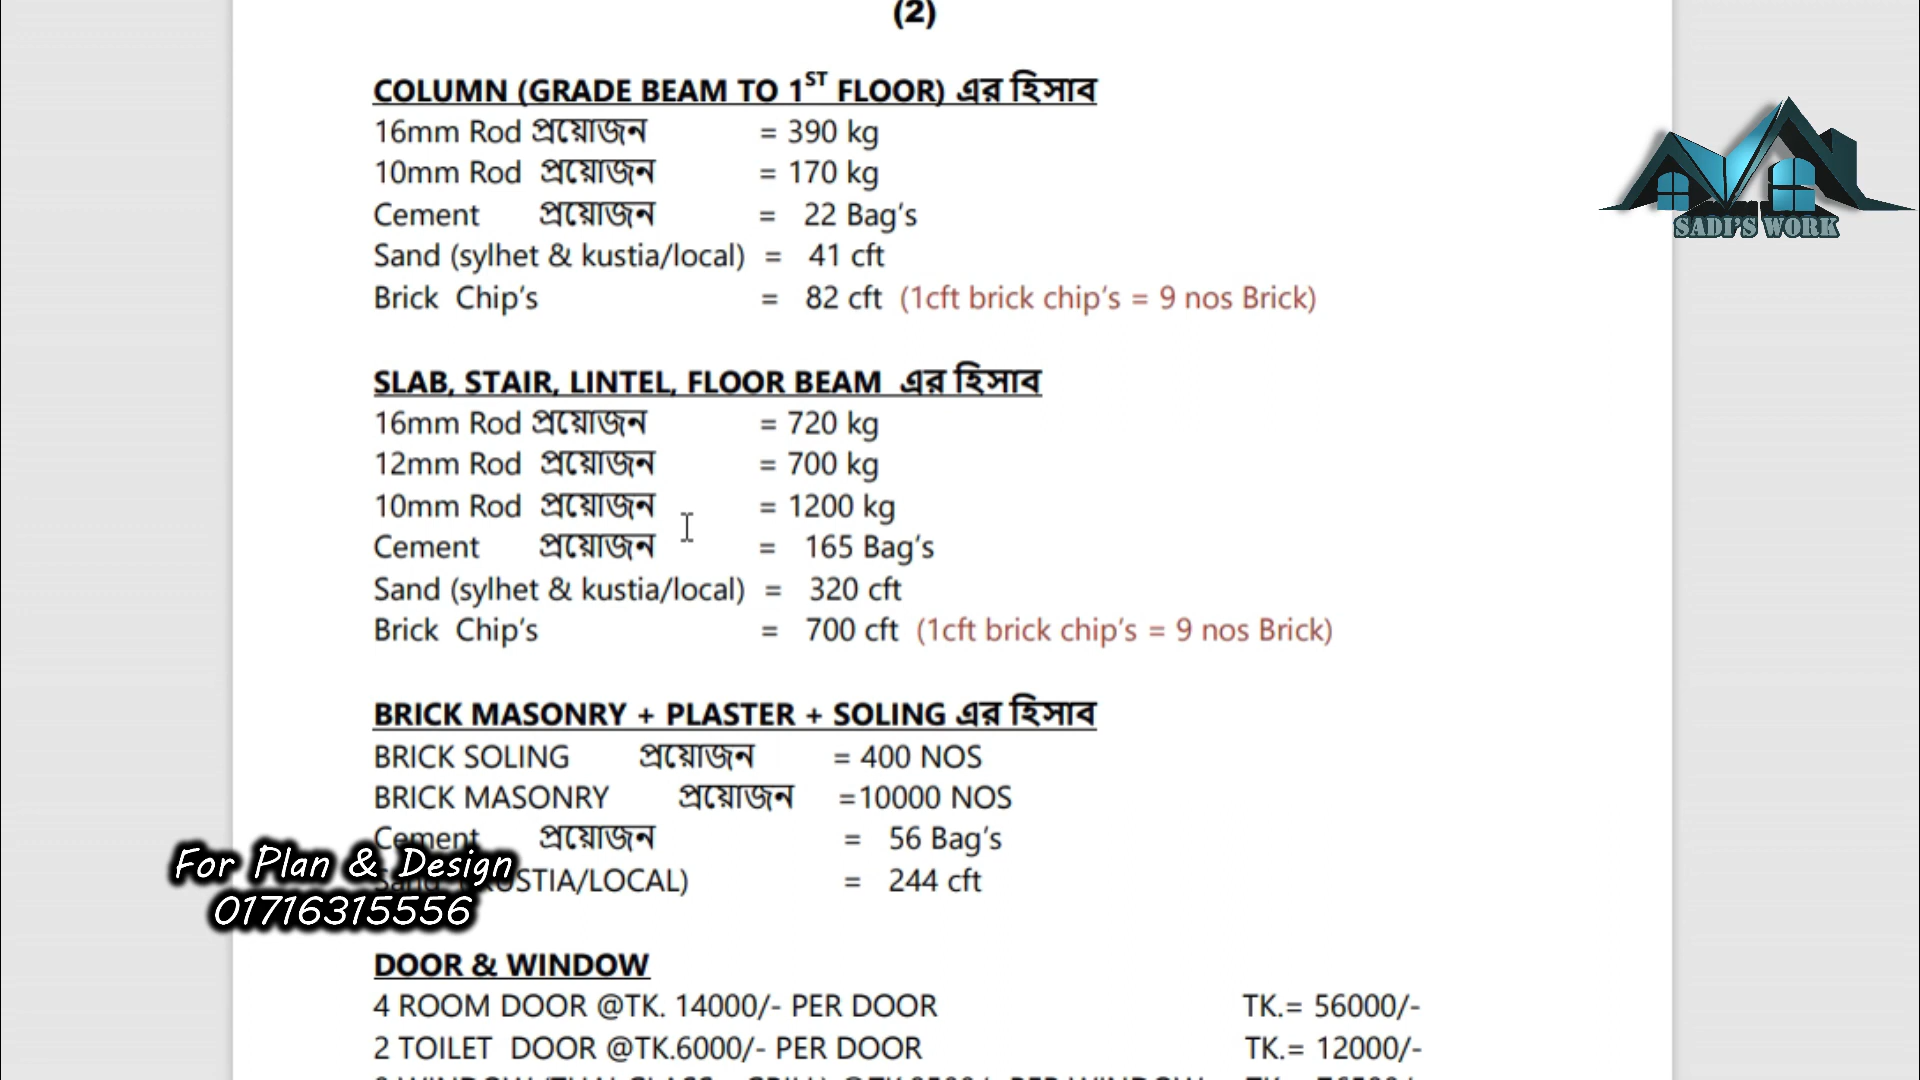 (2)
COLUMN (GRADE BEAM TO 1ST FLOOR) এর হিসাব
16mm Rod প্রয়োজন = 390 kg
10mm Rod প্রয়োজন = 170 kg
Cement প্রয়োজন = 22 Bag's
Sand (sylhet & kustia/local) = 41 cft
Brick Chip's = 82 cft (1cft brick chip's = 9 nos Brick)
SADI'S WORK
SLAB, STAIR, LINTEL, FLOOR BEAM এর হিসাব
16mm Rod প্রয়োজন = 720 kg
12mm Rod প্রয়োজন = 700 kg
10mm Rod প্রয়োজন = 1200 kg
Cement প্রয়োজন = 165 Bag's
Sand (sylhet & kustia/local) = 320 cft
Brick Chip's = 700 cft (1cft brick chip's = 9 nos Brick)
BRICK MASONRY + PLASTER + SOLING এর হিসাব
BRICK SOLING প্রয়োজন = 400 NOS
BRICK MASONRY প্রয়োজন =10000 NOS
Cement প্রয়োজন = 56 Bag's
For Plan & Design
Sand (KUSTIA/LOCAL) = 244 cft
01716315556
DOOR & WINDOW
4 ROOM DOOR @TK. 14000/- PER DOOR TK.= 56000/-
2 TOILET DOOR @TK.6000/- PER DOOR TK.= 12000/-